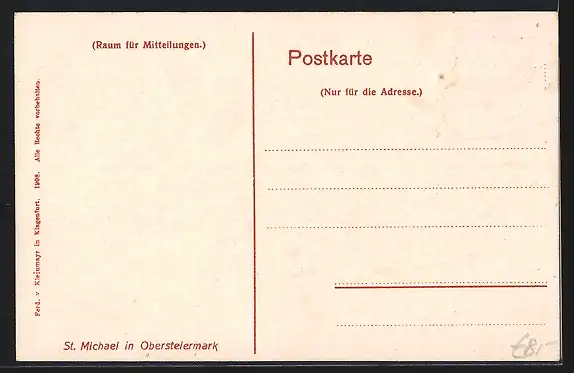 (Raum für Mitteilungen.)
Postkarte
(Nur für die Adresse.)
Ferd. v Kleinmayr in Klagenfurt. 1908. Alle Rechte vorbehalten.
St. Michael in Obersteiermark
€8,-